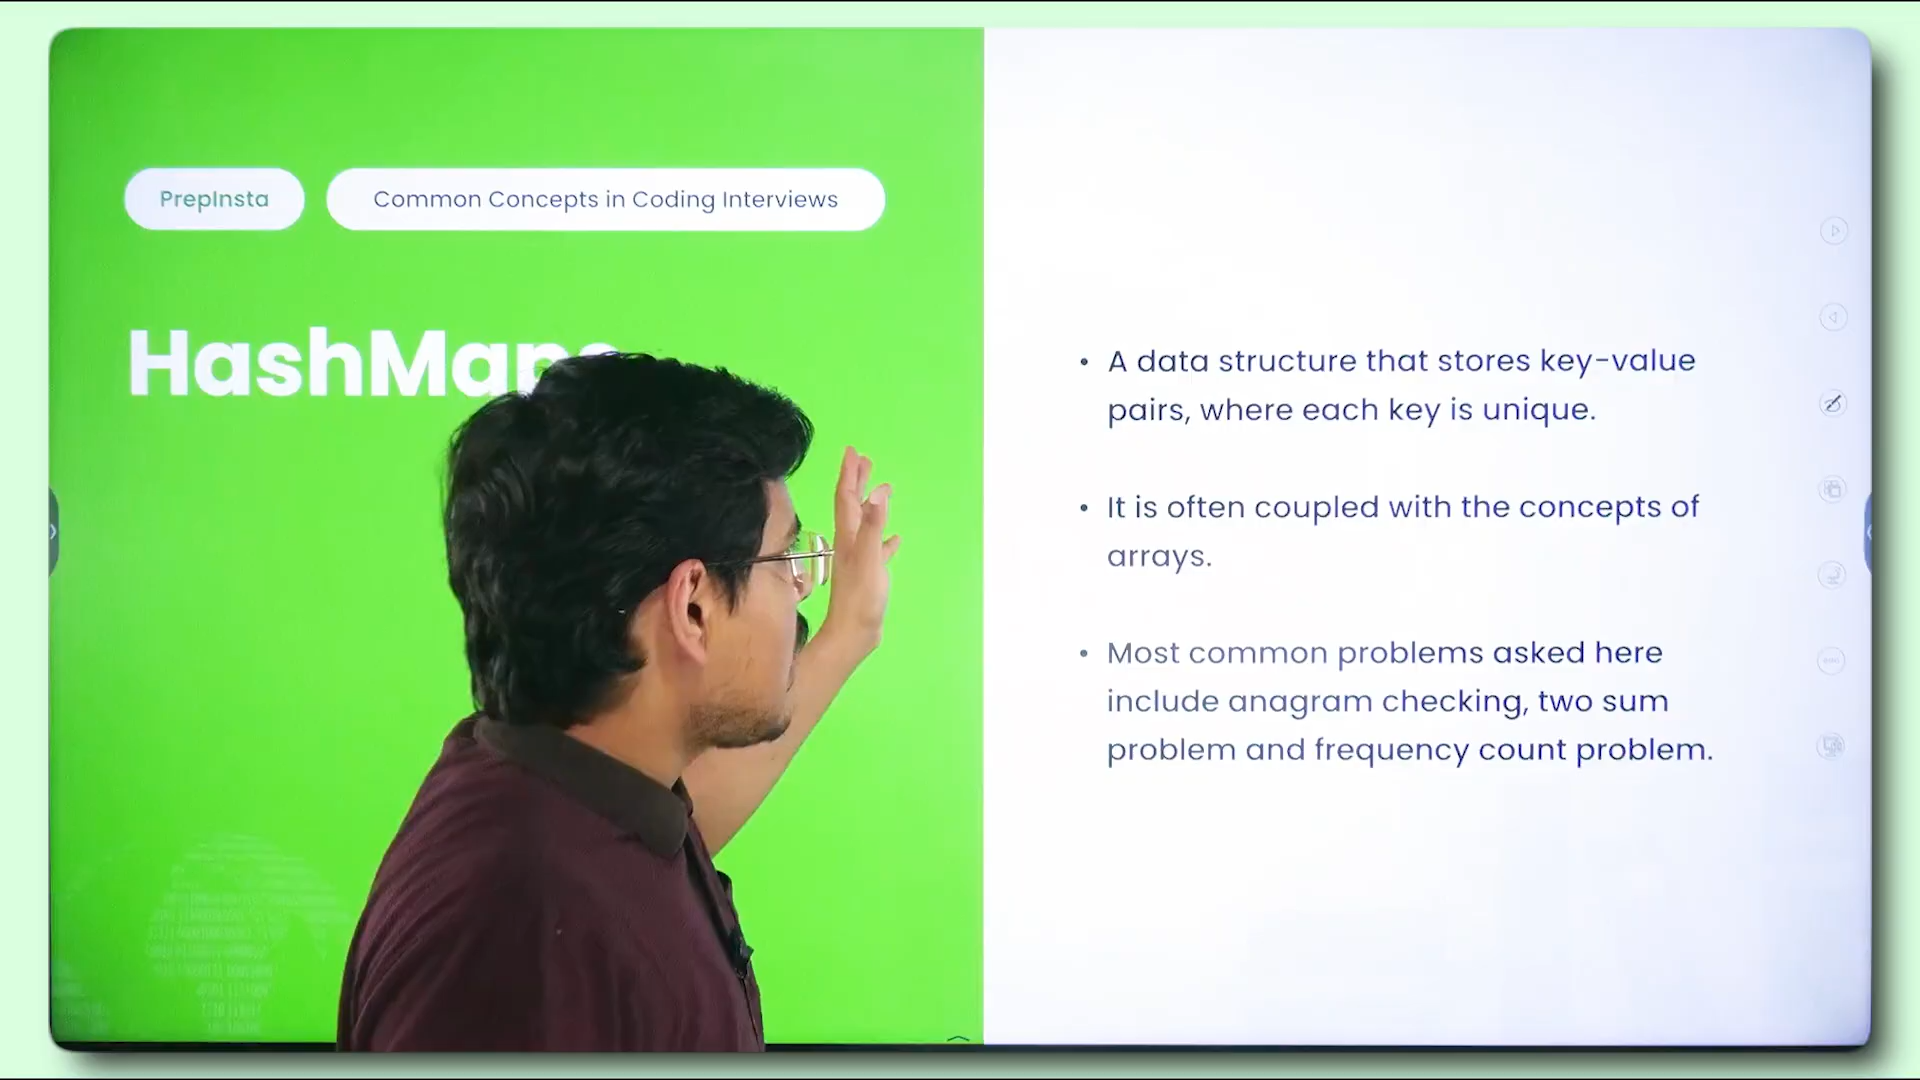 PrepInsta
Common Concepts in Coding Interviews
HashMaps
• A data structure that stores key-value
pairs, where each key is unique.
• It is often coupled with the concepts of
arrays.
• Most common problems asked here
include anagram checking, two sum
problem and frequency count problem.